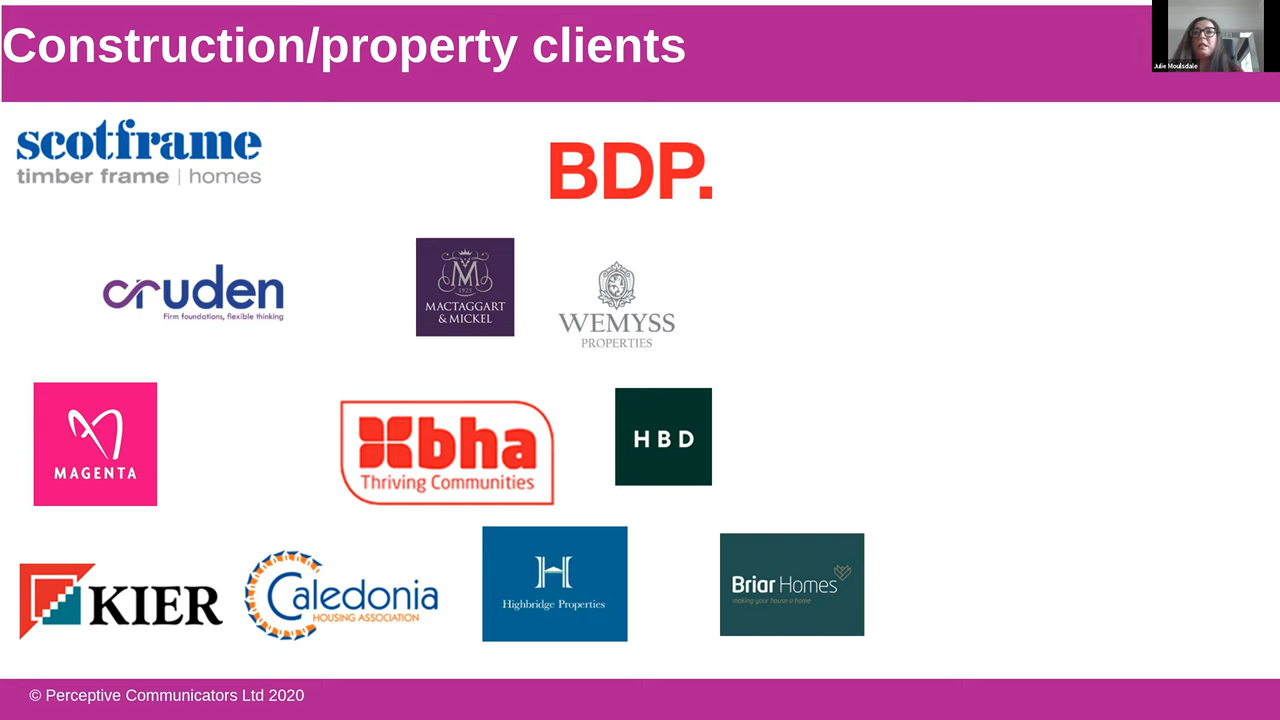 Construction/property clients
Julie Moulsdale
scotframe
timber frame | homes
BDP.
cruden
Firm foundations, flexible thinking
M
1925
MACTAGGART
& MICKEL
WEMYSS
PROPERTIES
MAGENTA
bha
Thriving Communities
HBD
KIER
Caledonia
HOUSING ASSOCIATION
H
Highbridge Properties
Briar Homes
making your house a home
© Perceptive Communicators Ltd 2020